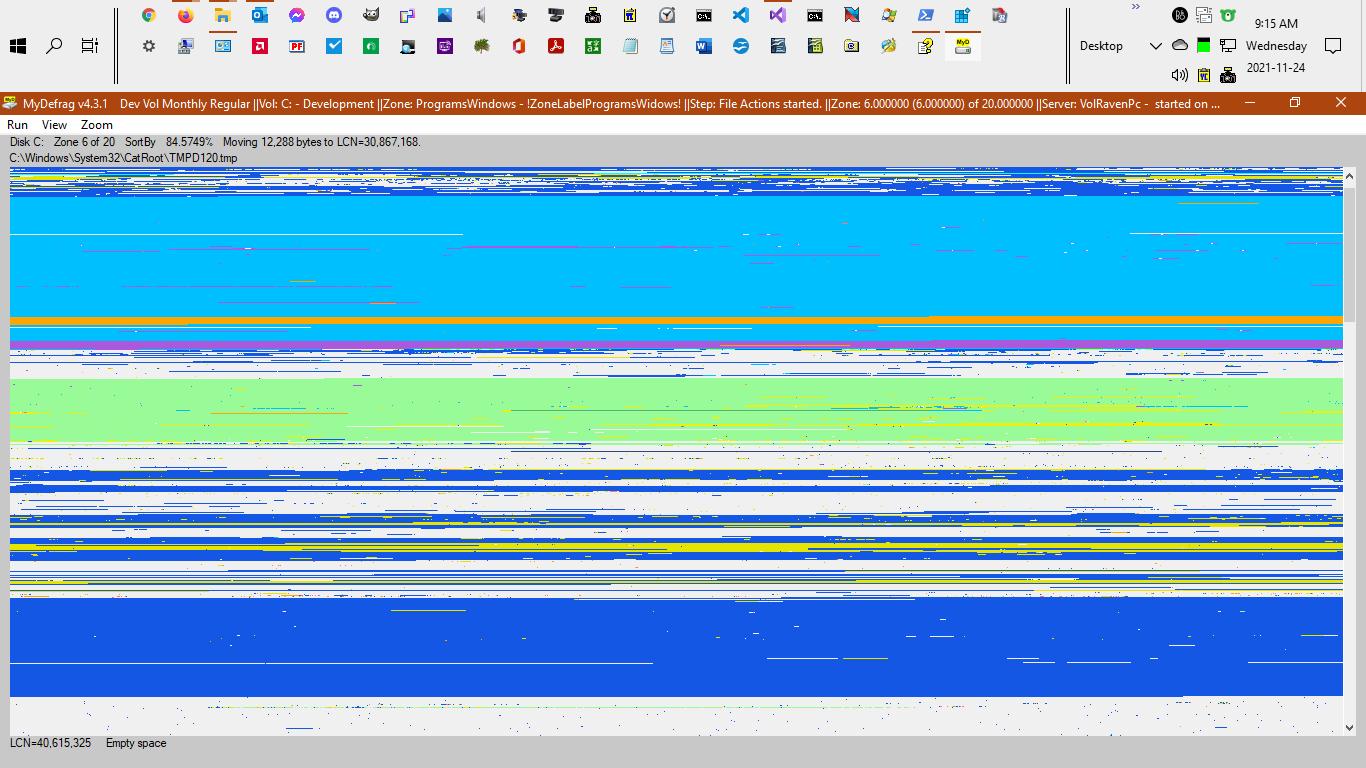 9:15 AM
Desktop
Wednesday
2021-11-24
MyDefrag v4.3.1    Dev Vol Monthly Regular ||Vol: C: - Development ||Zone: ProgramsWindows - !ZoneLabelProgramsWidows! ||Step: File Actions started. ||Zone: 6.000000 (6.000000) of 20.000000 ||Server: VolRavenPc -  started on ...
Run View Zoom
Disk C:   Zone 6 of 20   SortBy   84.5749%   Moving 12,288 bytes to LCN=30,867,168.
C:\Windows\System32\CatRoot\TMPD120.tmp
LCN=40,615,325     Empty space